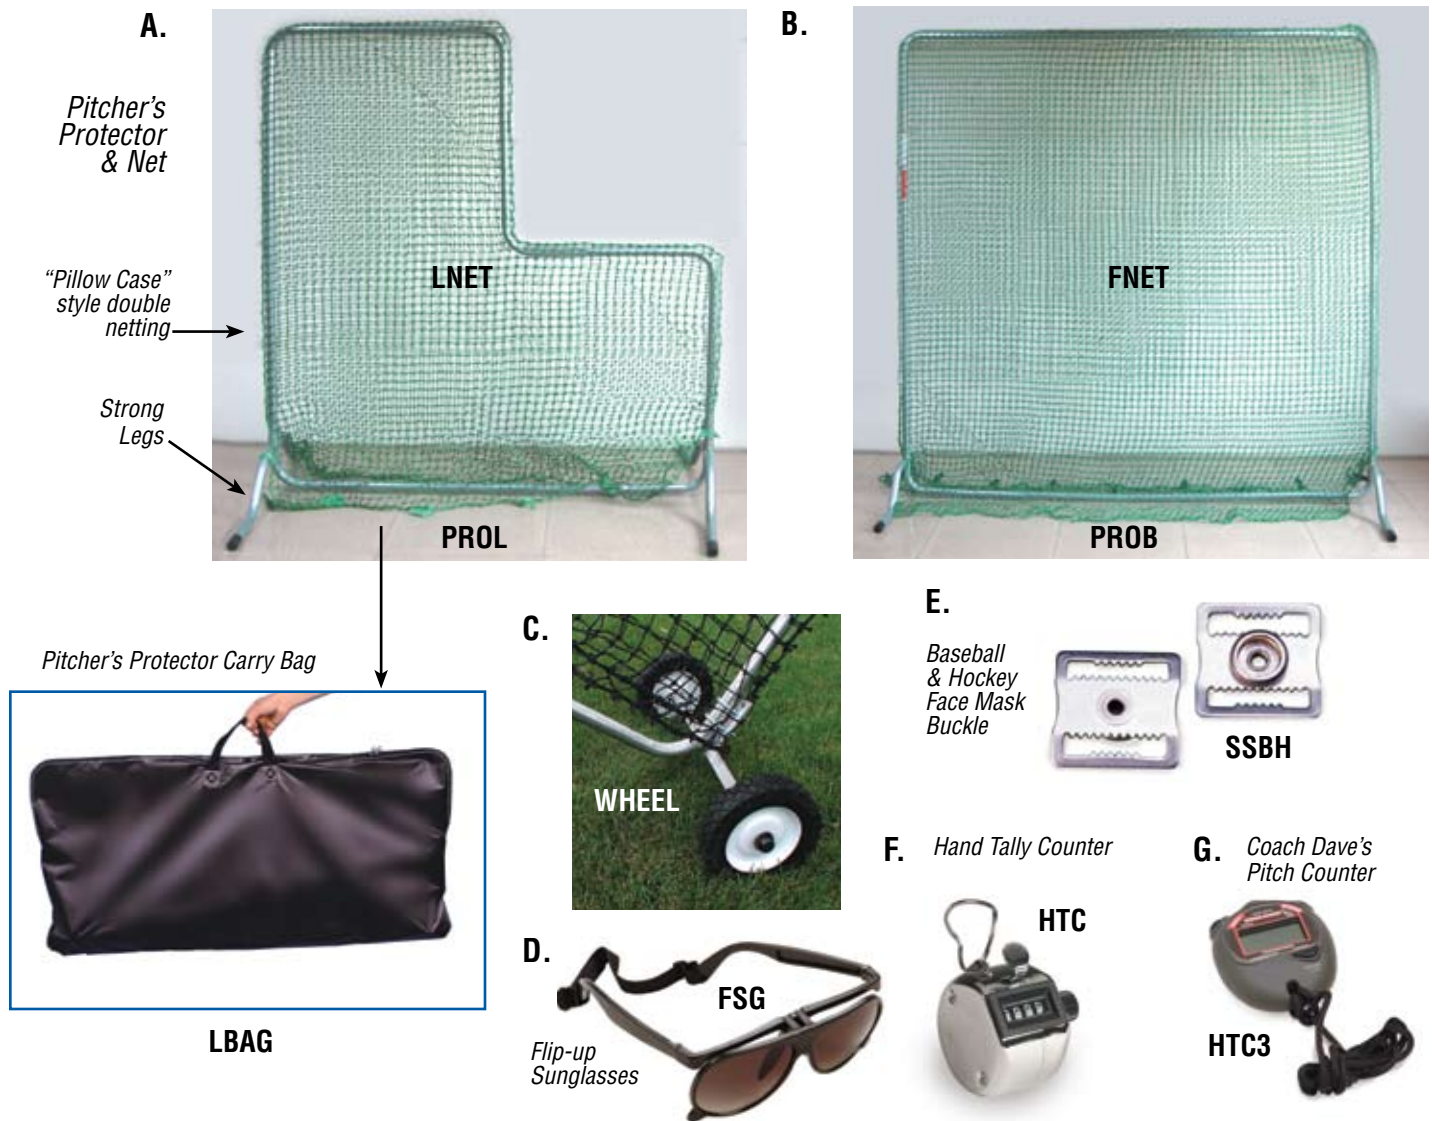 A.
Pitcher's
Protector
& Net
"Pillow Case"
style double
netting
Strong
Legs
LNET
PROL
B.
FNET
PROB
Pitcher's Protector Carry Bag
LBAG
C.
WHEEL
D.
FSG
Flip-up
Sunglasses
E.
Baseball
& Hockey
Face Mask
Buckle
SSBH
F. Hand Tally Counter
HTC
G. Coach Dave's
Pitch Counter
HTC3